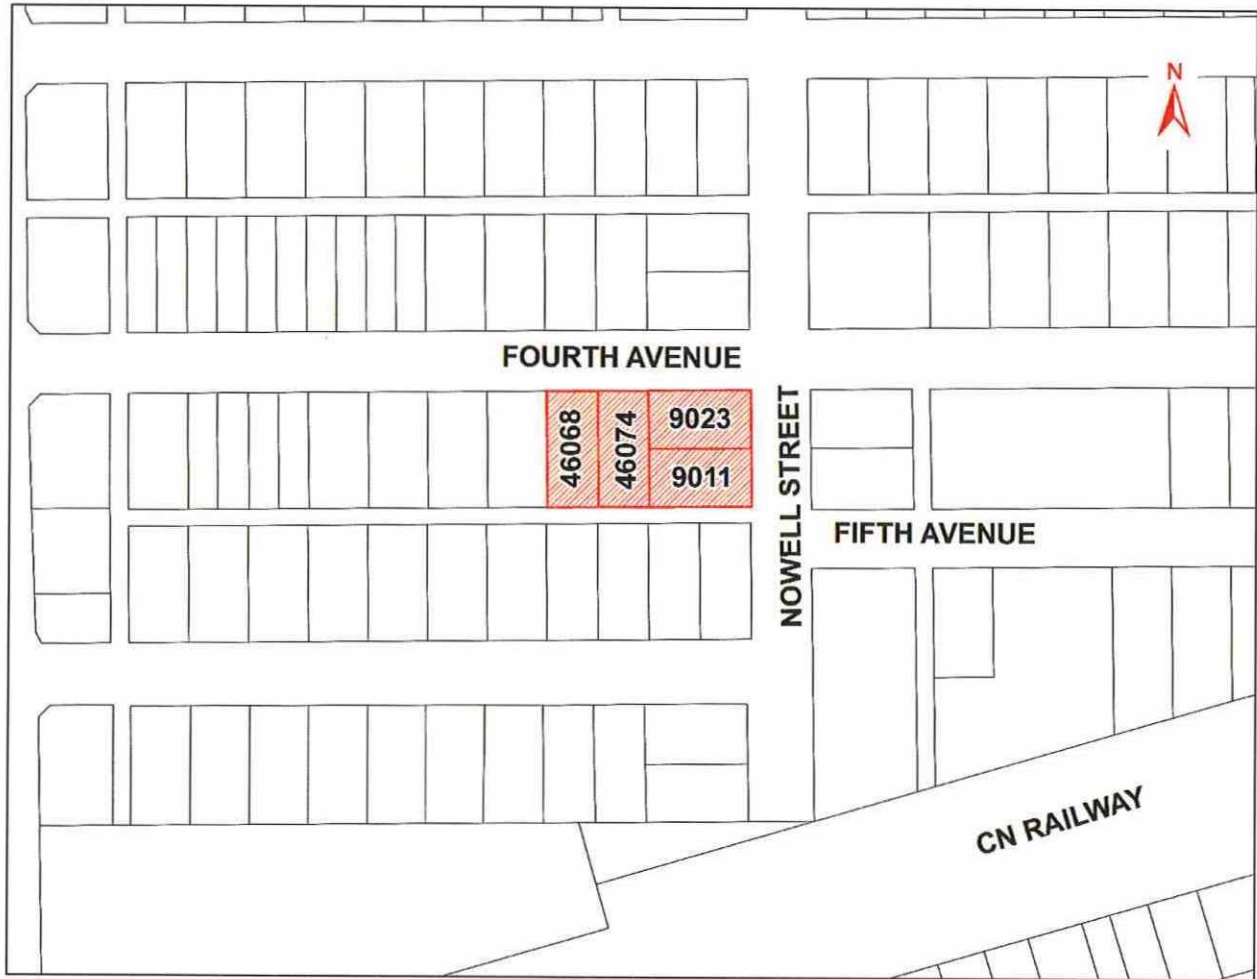 N
FOURTH AVENUE
46068
46074
9023
9011
NOWELL STREET
FIFTH AVENUE
CN RAILWAY